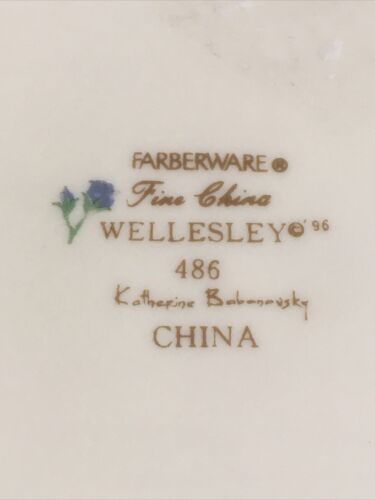 FARBERWARE®
Fine China
WELLESLEY©'96
486
Katherine Babanovsky
CHINA